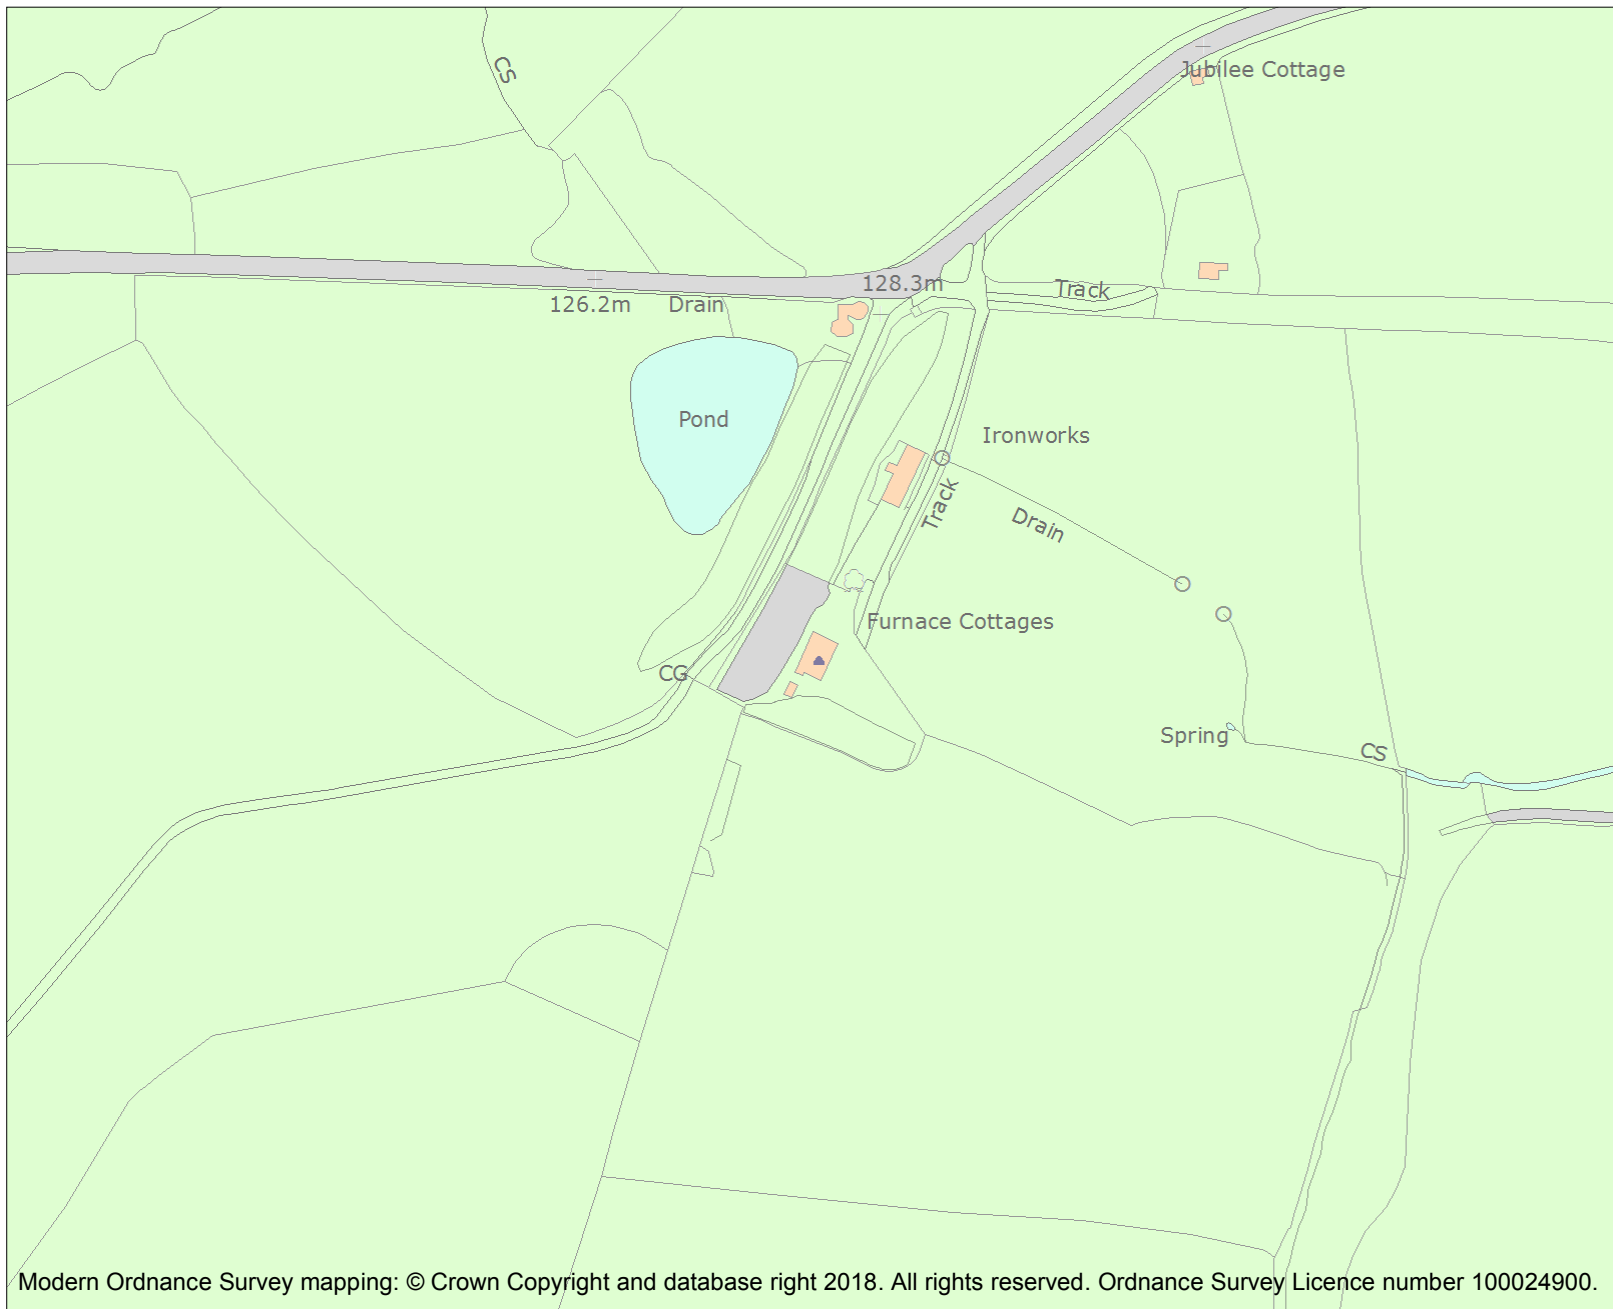 CS
Jubilee Cottage
128.3m
Track
126.2m
Drain
Pond
Ironworks
Track
Drain
Furnace Cottages
CG
Spring
CS
Modern Ordnance Survey mapping: © Crown Copyright and database right 2018. All rights reserved. Ordnance Survey Licence number 100024900.